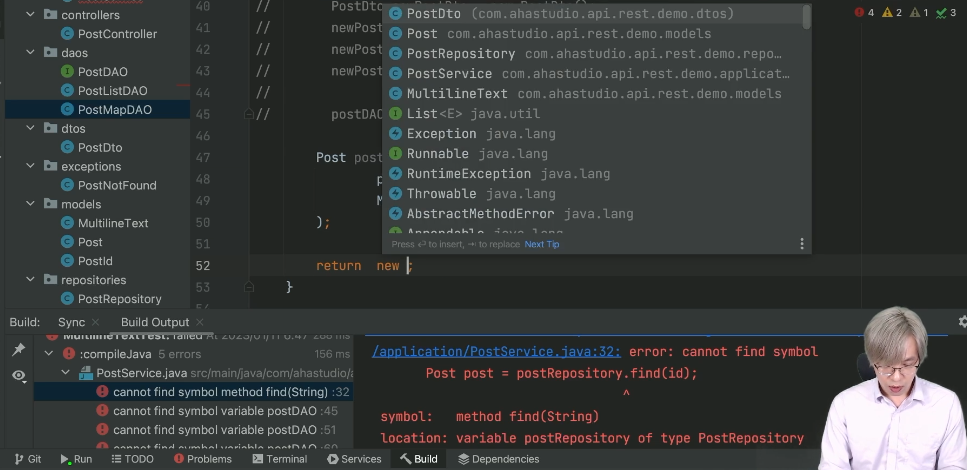 controllers
PostController
daos
PostDAO
PostListDAO
PostMapDAO
dtos
PostDto
exceptions
PostNotFound
models
MultilineText
Post
PostId
repositories
PostRepository
40 //
41 // newPost
42 // newPost
43 // newPost
44 //
45 // postDAO
46
47 Post post
48 p
49 M
50 );
51
52 return new ;
53 }
PostDto (com.ahastudio.api.rest.demo.dtos)
Post com.ahastudio.api.rest.demo.models
PostRepository com.ahastudio.api.rest.demo.repo…
PostService com.ahastudio.api.rest.demo.applicat…
MultilineText com.ahastudio.api.rest.demo.models
List<E> java.util
Exception java.lang
Runnable java.lang
RuntimeException java.lang
Throwable java.lang
AbstractMethodError java.lang
Appendable java.lang
Press ↵ to insert, ⇥ to replace Next Tip
4 2 1 3
Build: Sync × Build Output ×
MultilineTextTest: failed At 2023/01/11 6:47 266 ms
:compileJava 5 errors 156 ms
PostService.java src/main/java/com/ahastudio/a
cannot find symbol method find(String) :32
cannot find symbol variable postDAO :45
cannot find symbol variable postDAO :51
cannot find symbol variable postDAO :60
/application/PostService.java:32: error: cannot find symbol
Post post = postRepository.find(id);
^
symbol: method find(String)
location: variable postRepository of type PostRepository
Git Run TODO Problems Terminal Services Build Dependencies